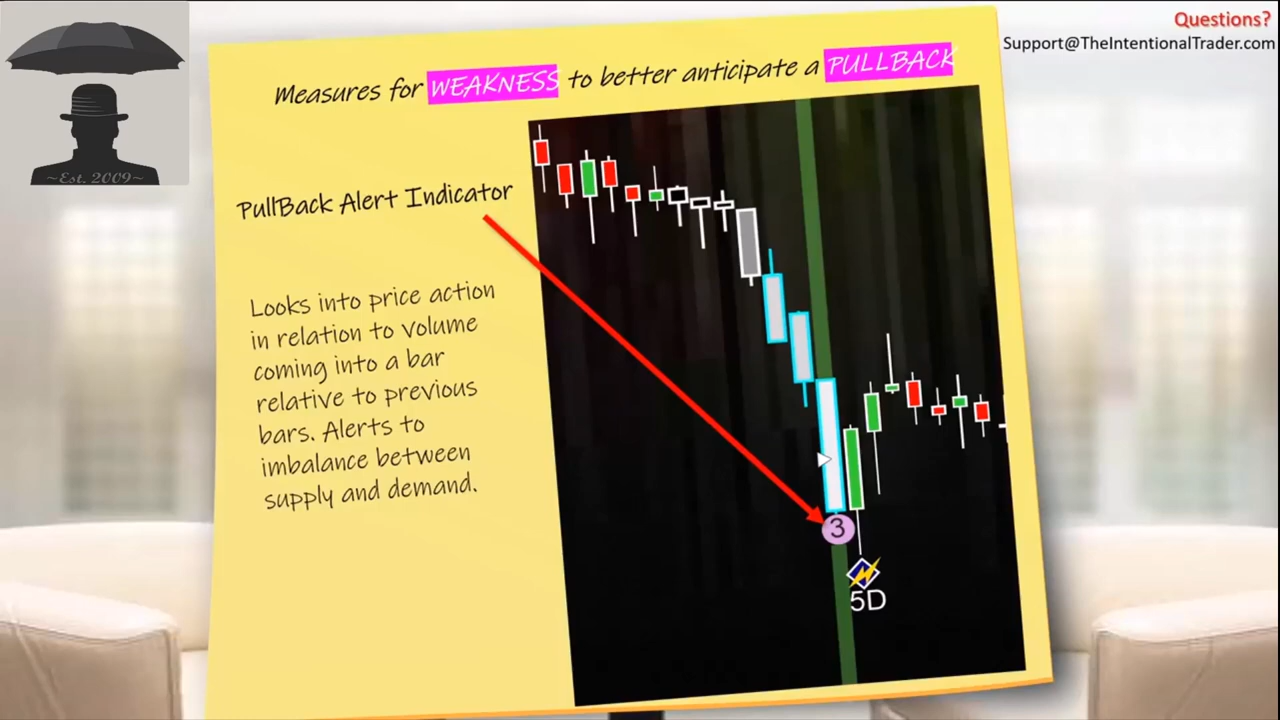 Questions?
Support@TheIntentionalTrader.com
~Est. 2009~
Measures for WEAKNESS to better anticipate a PULLBACK
PullBack Alert Indicator
Looks into price action
in relation to volume
coming into a bar
relative to previous
bars. Alerts to
imbalance between
supply and demand.
3
5D